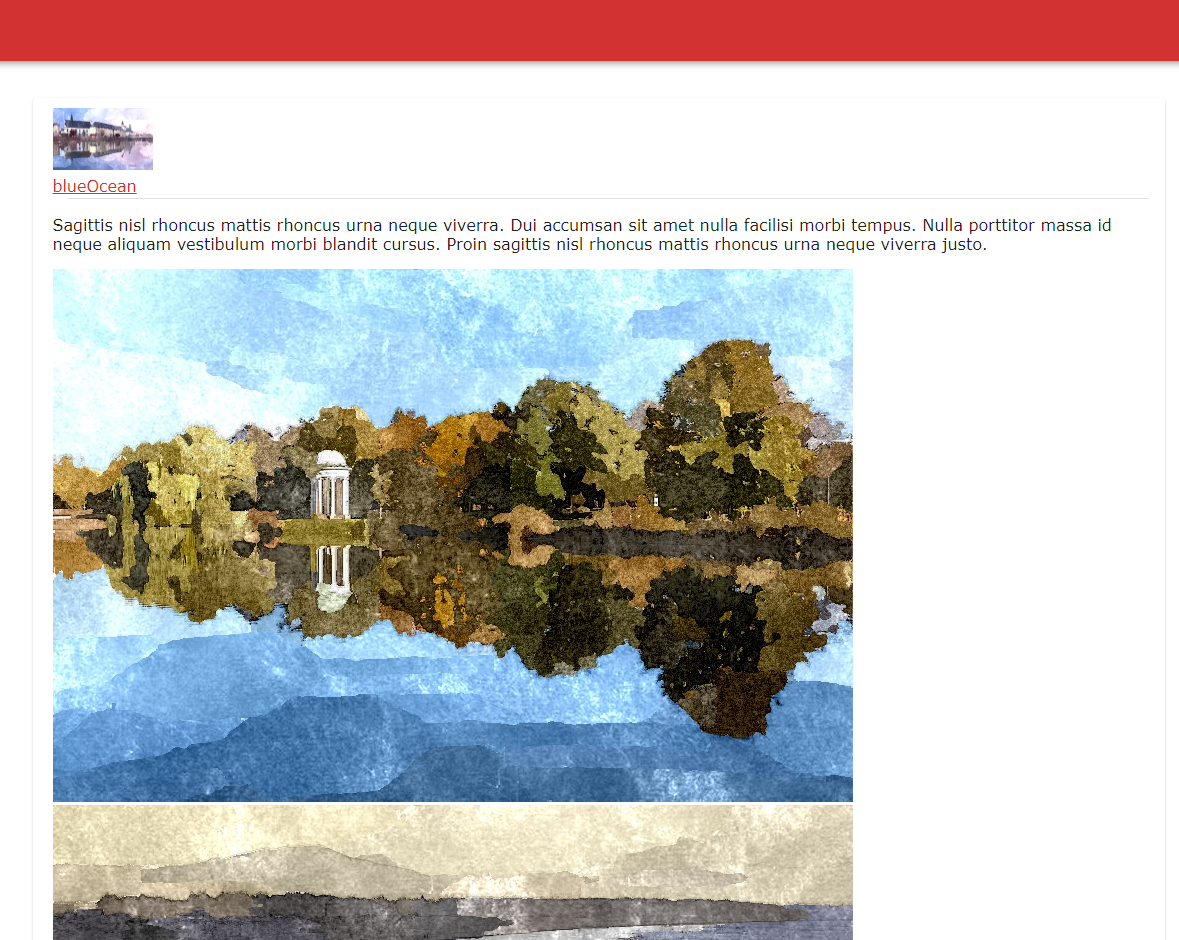 blueOcean
Sagittis nisl rhoncus mattis rhoncus urna neque viverra. Dui accumsan sit amet nulla facilisi morbi tempus. Nulla porttitor massa id
neque aliquam vestibulum morbi blandit cursus. Proin sagittis nisl rhoncus mattis rhoncus urna neque viverra justo.